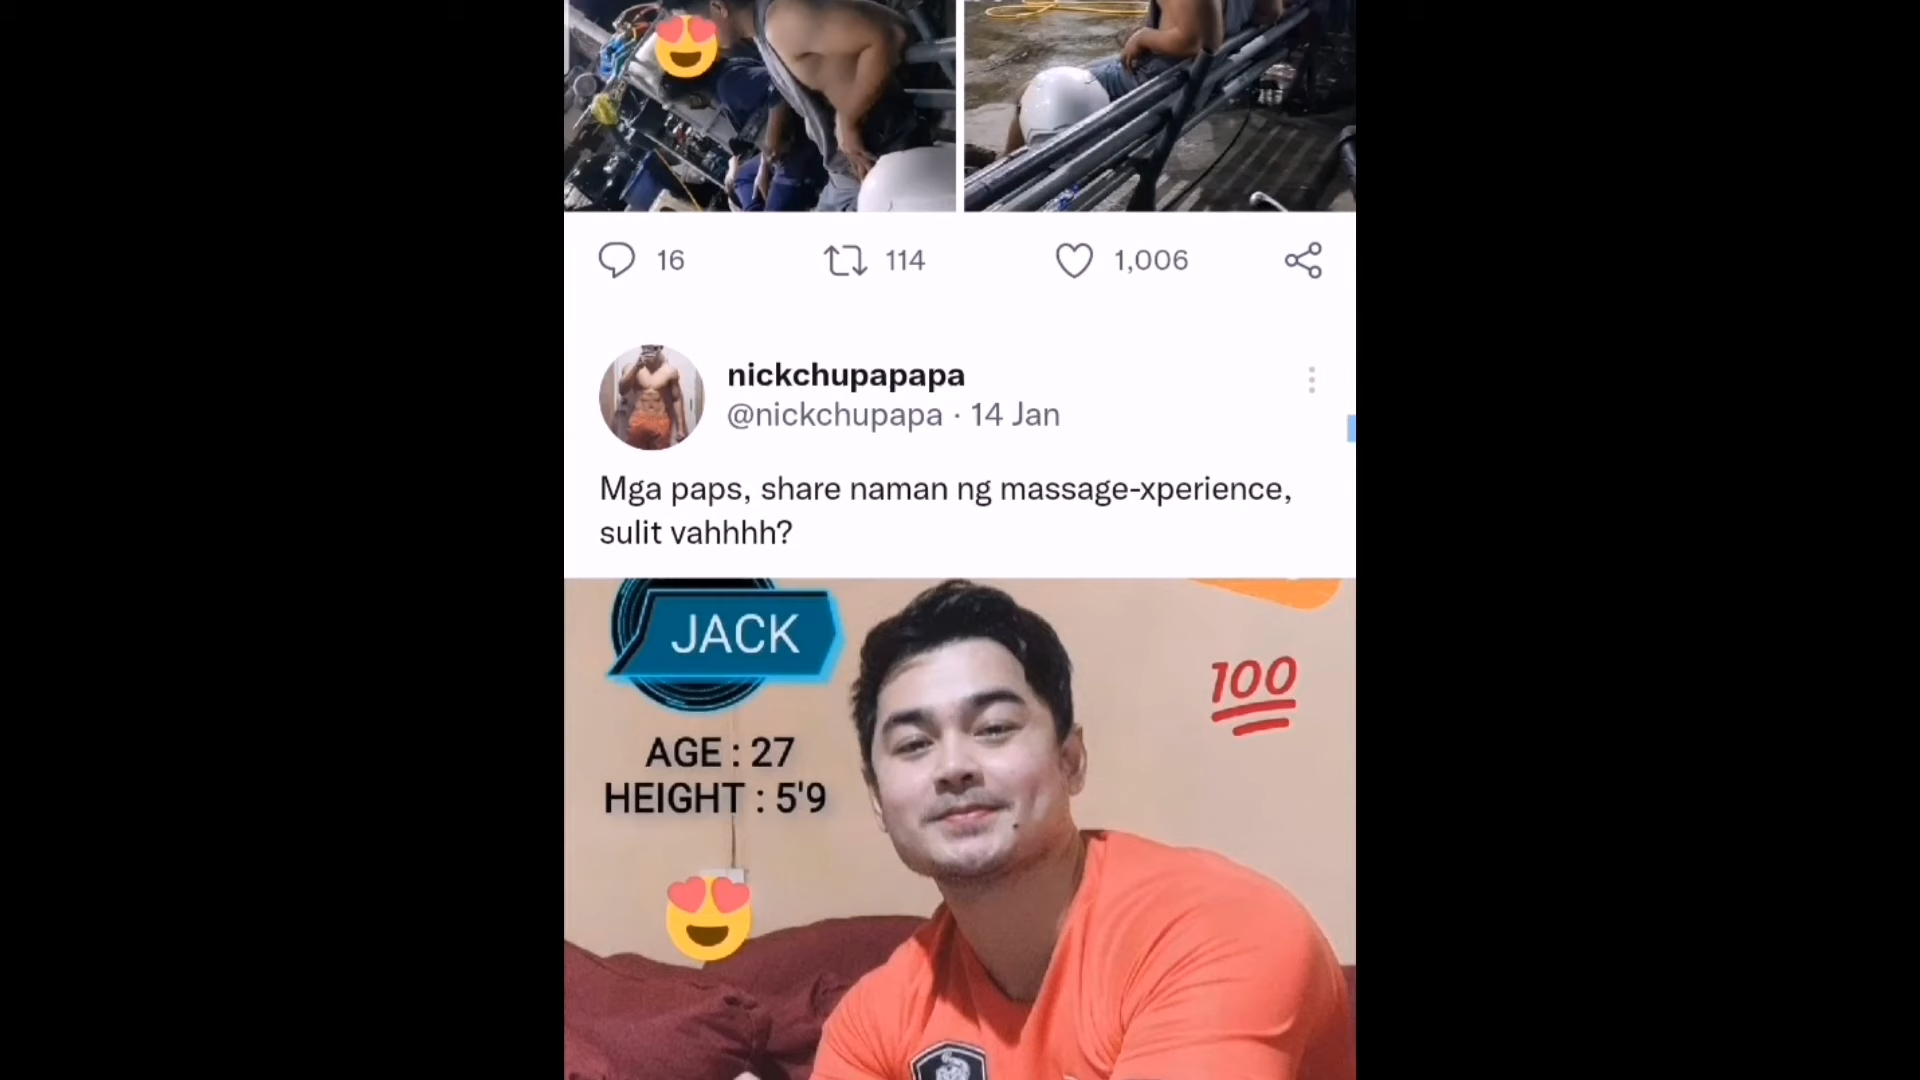 16 114 1,006
nickchupapapa
@nickchupapa · 14 Jan
Mga paps, share naman ng massage-xperience,
sulit vahhhh?
JACK
100
AGE : 27
HEIGHT : 5'9